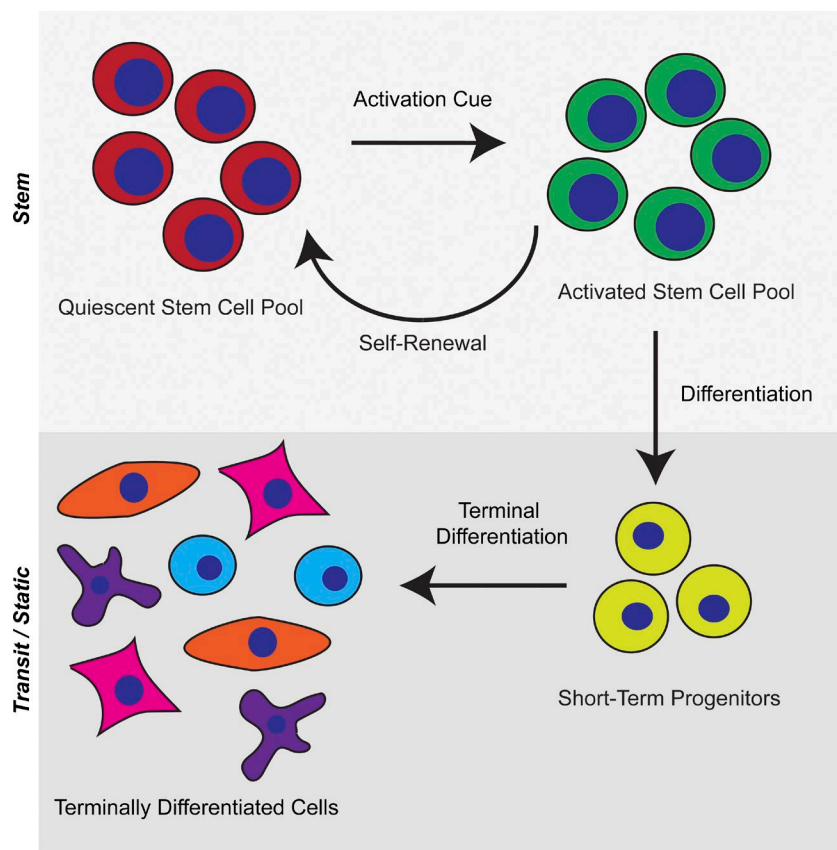 Stem
Activation Cue
Quiescent Stem Cell Pool
Activated Stem Cell Pool
Self-Renewal
Differentiation
Transit / Static
Terminal
Differentiation
Short-Term Progenitors
Terminally Differentiated Cells